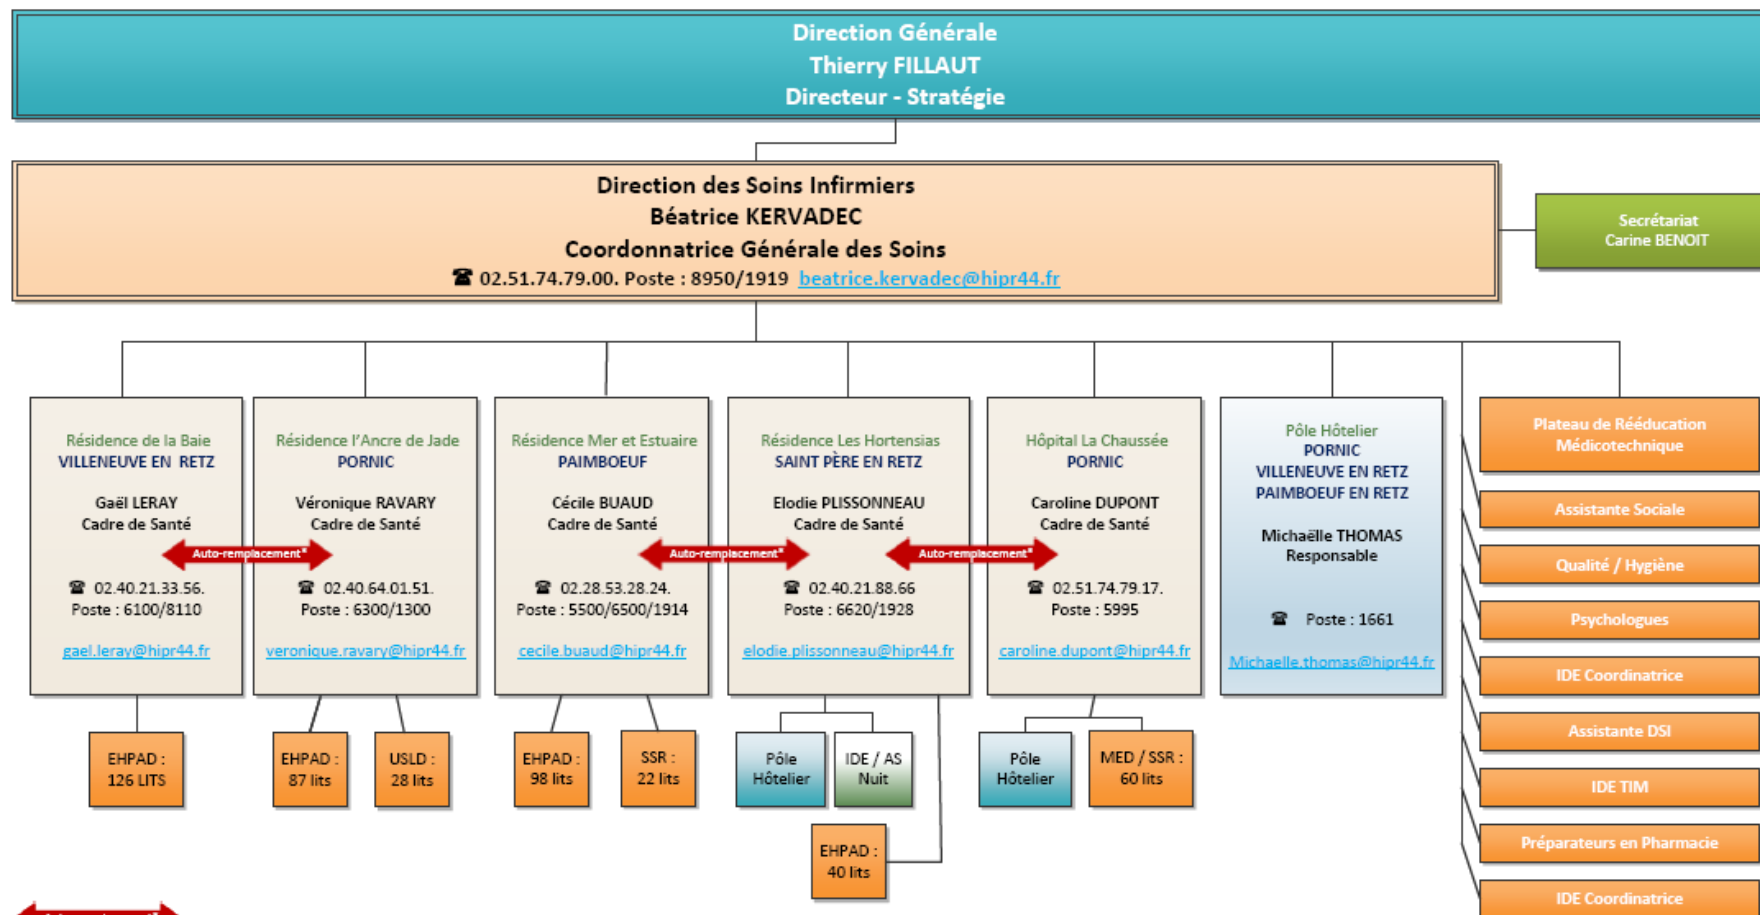 Direction Générale
Thierry FILLAUT
Directeur - Stratégie
Direction des Soins Infirmiers
Béatrice KERVADEC
Coordonnatrice Générale des Soins
☎ 02.51.74.79.00. Poste : 8950/1919 beatrice.kervadec@hipr44.fr
Secrétariat
Carine BENOIT
Résidence de la Baie
VILLENEUVE EN RETZ
Gaël LERAY
Cadre de Santé
☎ 02.40.21.33.56.
Poste : 6100/8110
gael.leray@hipr44.fr
Auto-remplacement*
Résidence l'Ancre de Jade
PORNIC
Véronique RAVARY
Cadre de Santé
☎ 02.40.64.01.51.
Poste : 6300/1300
veronique.ravary@hipr44.fr
Résidence Mer et Estuaire
PAIMBOEUF
Cécile BUAUD
Cadre de Santé
☎ 02.28.53.28.24.
Poste : 5500/6500/1914
cecile.buaud@hipr44.fr
Auto-remplacement*
Résidence Les Hortensias
SAINT PÈRE EN RETZ
Elodie PLISSONNEAU
Cadre de Santé
☎ 02.40.21.88.66
Poste : 6620/1928
elodie.plissonneau@hipr44.fr
Auto-remplacement*
Hôpital La Chaussée
PORNIC
Caroline DUPONT
Cadre de Santé
☎ 02.51.74.79.17.
Poste : 5995
caroline.dupont@hipr44.fr
Pôle Hôtelier
PORNIC
VILLENEUVE EN RETZ
PAIMBOEUF EN RETZ
Michaëlle THOMAS
Responsable
☎ Poste : 1661
Michaelle.thomas@hipr44.fr
Plateau de Rééducation
Médicotechnique
Assistante Sociale
Qualité / Hygiène
Psychologues
IDE Coordinatrice
Assistante DSI
IDE TIM
Préparateurs en Pharmacie
IDE Coordinatrice
EHPAD :
126 LITS
EHPAD :
87 lits
USLD :
28 lits
EHPAD :
98 lits
SSR :
22 lits
Pôle
Hôtelier
IDE / AS
Nuit
EHPAD :
40 lits
Pôle
Hôtelier
MED / SSR :
60 lits